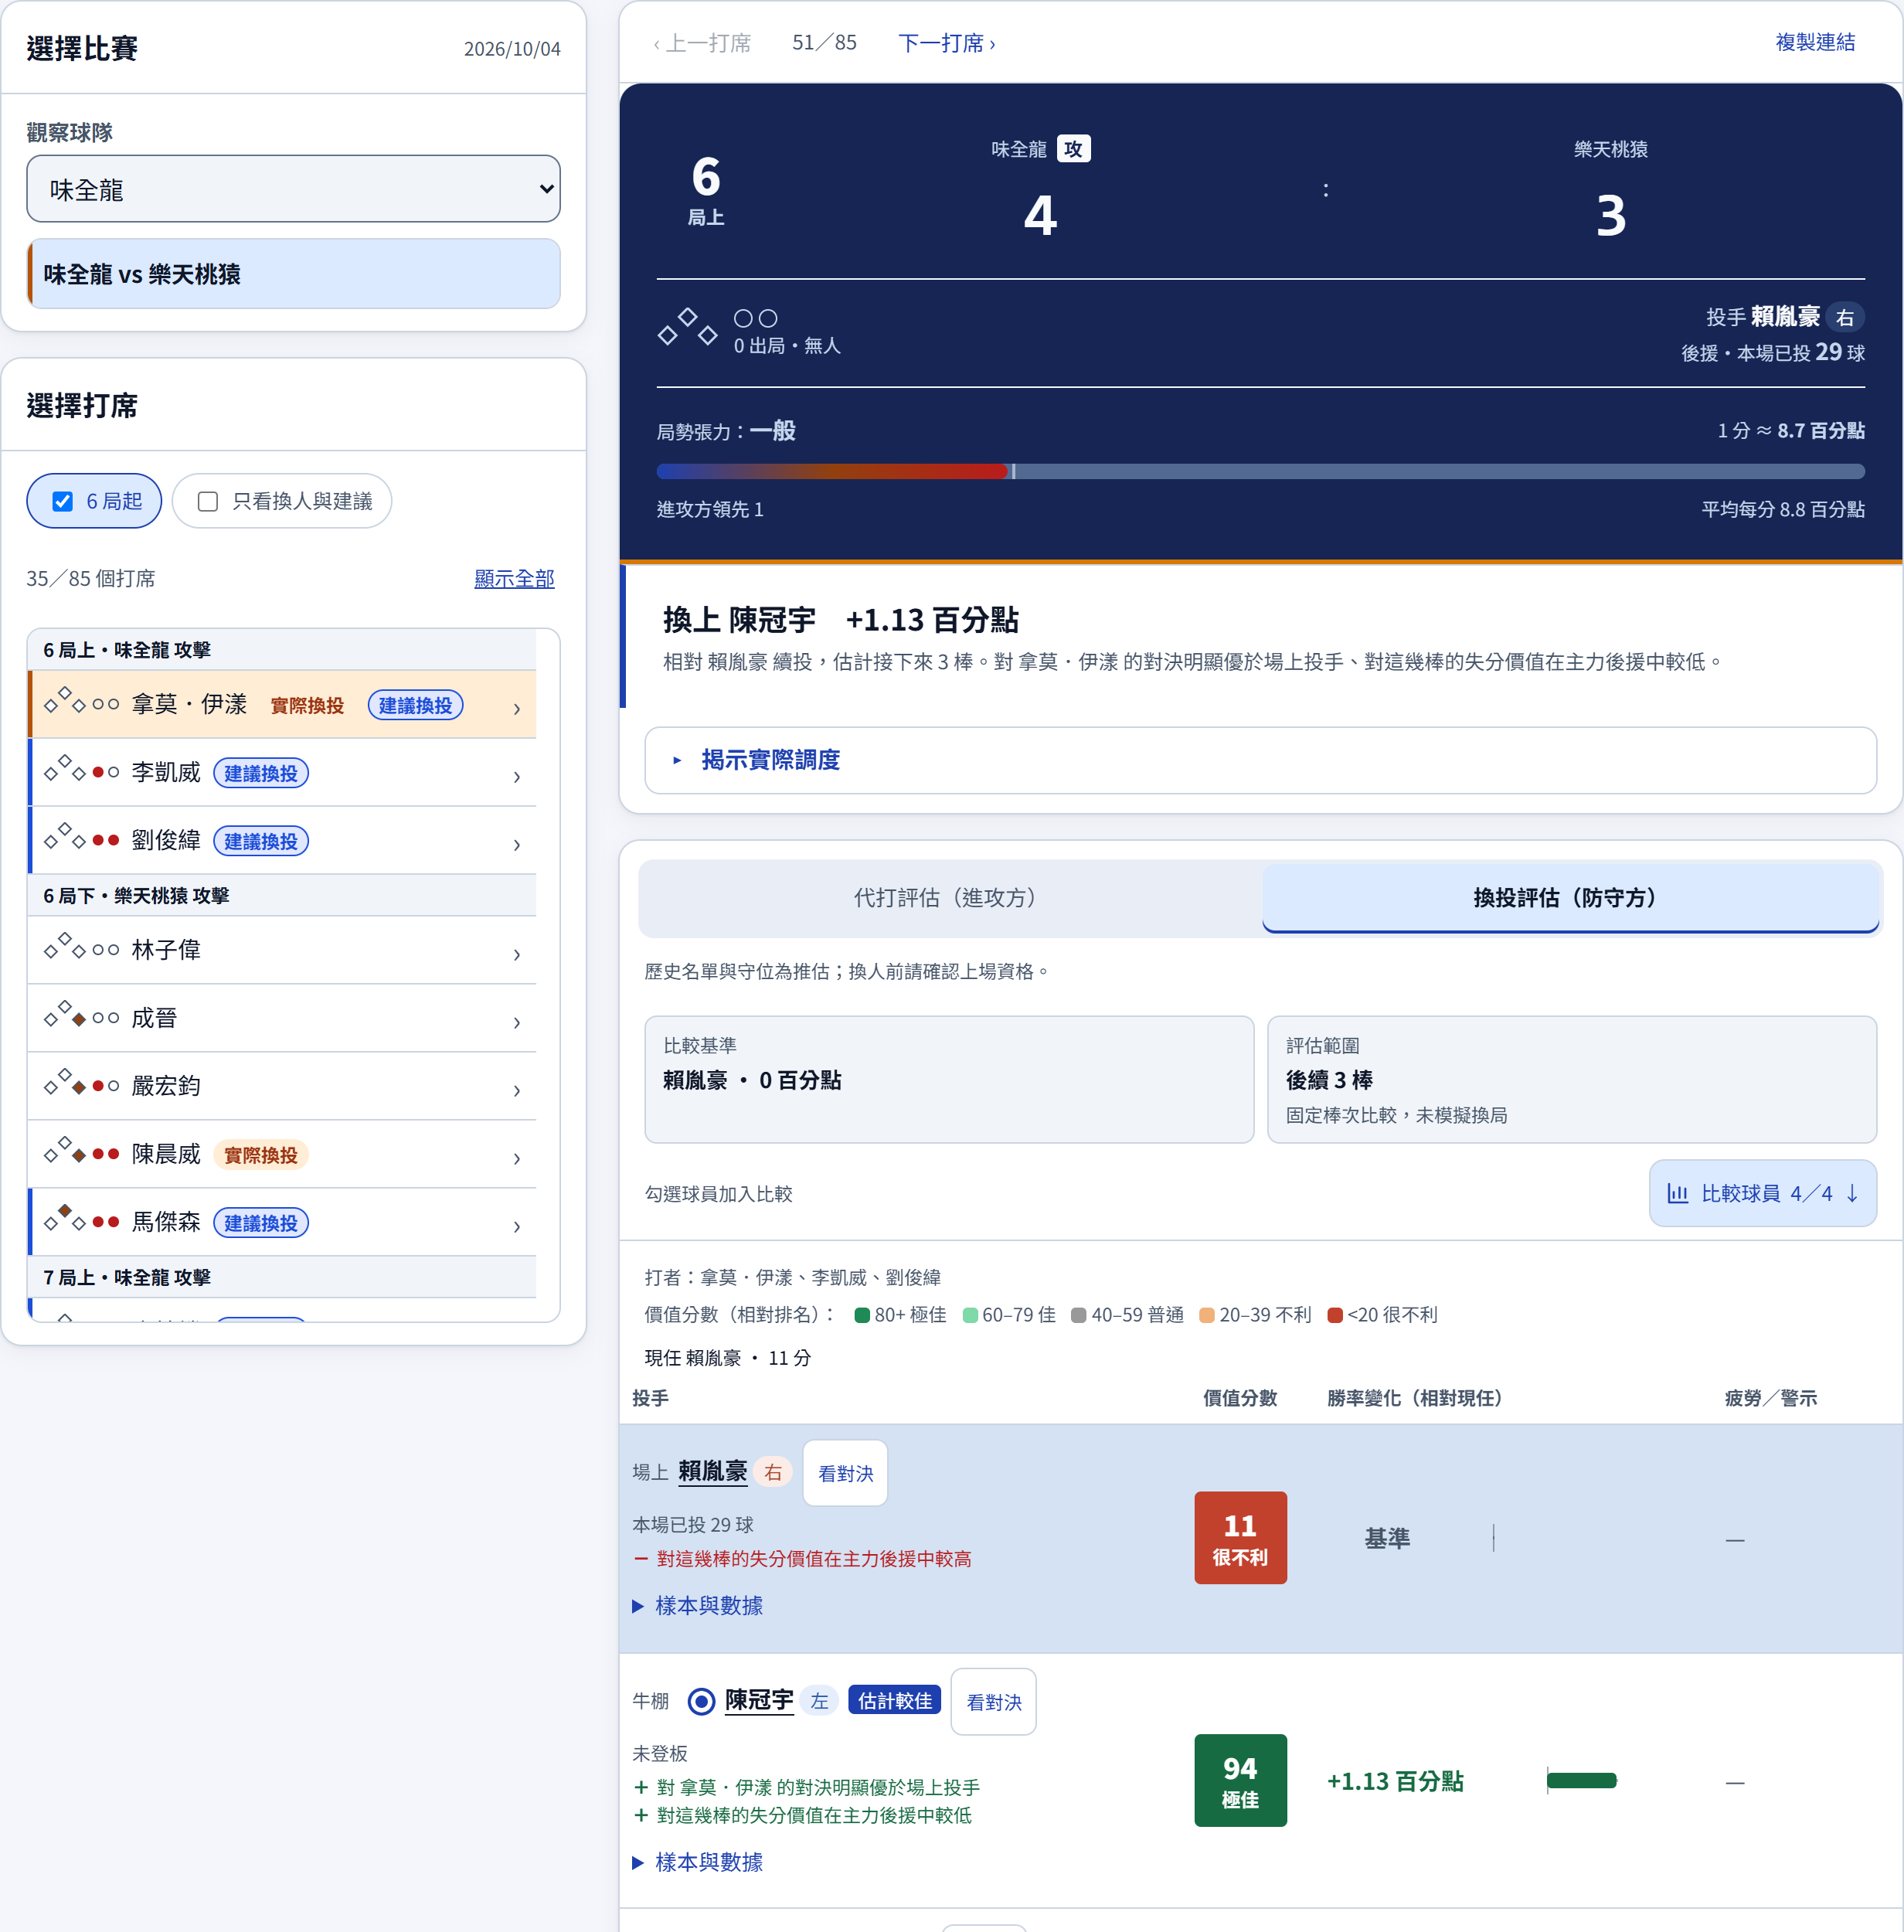 選擇比賽
2026/10/04
觀察球隊
味全龍
味全龍 vs 樂天桃猿
選擇打席
6 局起
只看換人與建議
35／85 個打席
顯示全部
6 局上・味全龍 攻擊
拿莫・伊漾 實際換投 建議換投 ›
李凱威 建議換投 ›
劉俊緯 建議換投 ›
6 局下・樂天桃猿 攻擊
林子偉 ›
成晉 ›
嚴宏鈞 ›
陳晨威 實際換投 ›
馬傑森 建議換投 ›
7 局上・味全龍 攻擊
‹ 上一打席 51／85 下一打席 › 複製連結
6
局上
味全龍 攻
4
:
樂天桃猿
3
0 出局・無人
投手 賴胤豪 右
後援・本場已投 29 球
局勢張力：一般
1 分 ≈ 8.7 百分點
進攻方領先 1
平均每分 8.8 百分點
換上 陳冠宇 +1.13 百分點
相對 賴胤豪 續投，估計接下來 3 棒。對 拿莫・伊漾 的對決明顯優於場上投手、對這幾棒的失分價值在主力後援中較低。
▸ 揭示實際調度
代打評估（進攻方）
換投評估（防守方）
歷史名單與守位為推估；換人前請確認上場資格。
比較基準
賴胤豪 · 0 百分點
評估範圍
後續 3 棒
固定棒次比較，未模擬換局
勾選球員加入比較
比較球員 4／4 ↓
打者：拿莫・伊漾、李凱威、劉俊緯
價值分數（相對排名）： 80+ 極佳 60–79 佳 40–59 普通 20–39 不利 <20 很不利
現任 賴胤豪 · 11 分
投手 價值分數 勝率變化（相對現任） 疲勞／警示
場上 賴胤豪 右 看對決
本場已投 29 球
− 對這幾棒的失分價值在主力後援中較高
▶ 樣本與數據
11
很不利
基準
—
牛棚 陳冠宇 左 估計較佳 看對決
未登板
+ 對 拿莫・伊漾 的對決明顯優於場上投手
+ 對這幾棒的失分價值在主力後援中較低
▶ 樣本與數據
94
極佳
+1.13 百分點
—